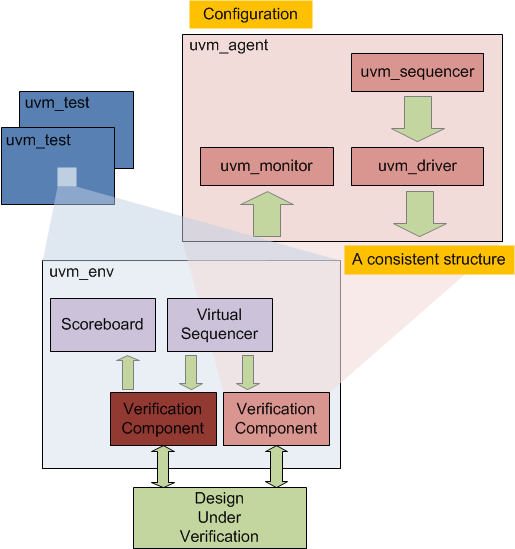 Configuration
uvm_agent
uvm_sequencer
uvm_test
uvm_test
uvm_monitor
uvm_driver
A consistent structure
uvm_env
Scoreboard
Virtual
Sequencer
Verification
Component
Verification
Component
Design
Under
Verification